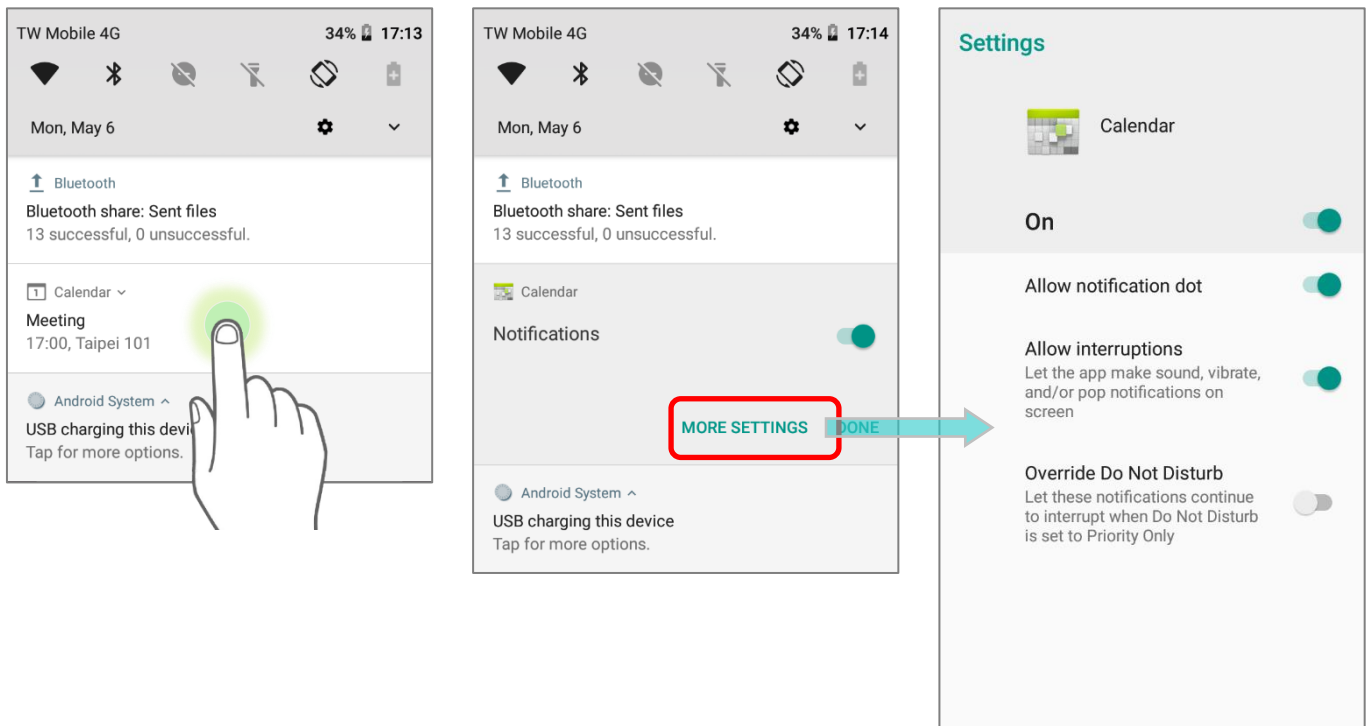 TW Mobile 4G 34% 17:13
Mon, May 6
Bluetooth
Bluetooth share: Sent files
13 successful, 0 unsuccessful.
1 Calendar
Meeting
17:00, Taipei 101
Android System
USB charging this devi
Tap for more options.
TW Mobile 4G 34% 17:14
Mon, May 6
Bluetooth
Bluetooth share: Sent files
13 successful, 0 unsuccessful.
Calendar
Notifications
MORE SETTINGS DONE
Android System
USB charging this device
Tap for more options.
Settings
Calendar
On
Allow notification dot
Allow interruptions
Let the app make sound, vibrate,
and/or pop notifications on
screen
Override Do Not Disturb
Let these notifications continue
to interrupt when Do Not Disturb
is set to Priority Only